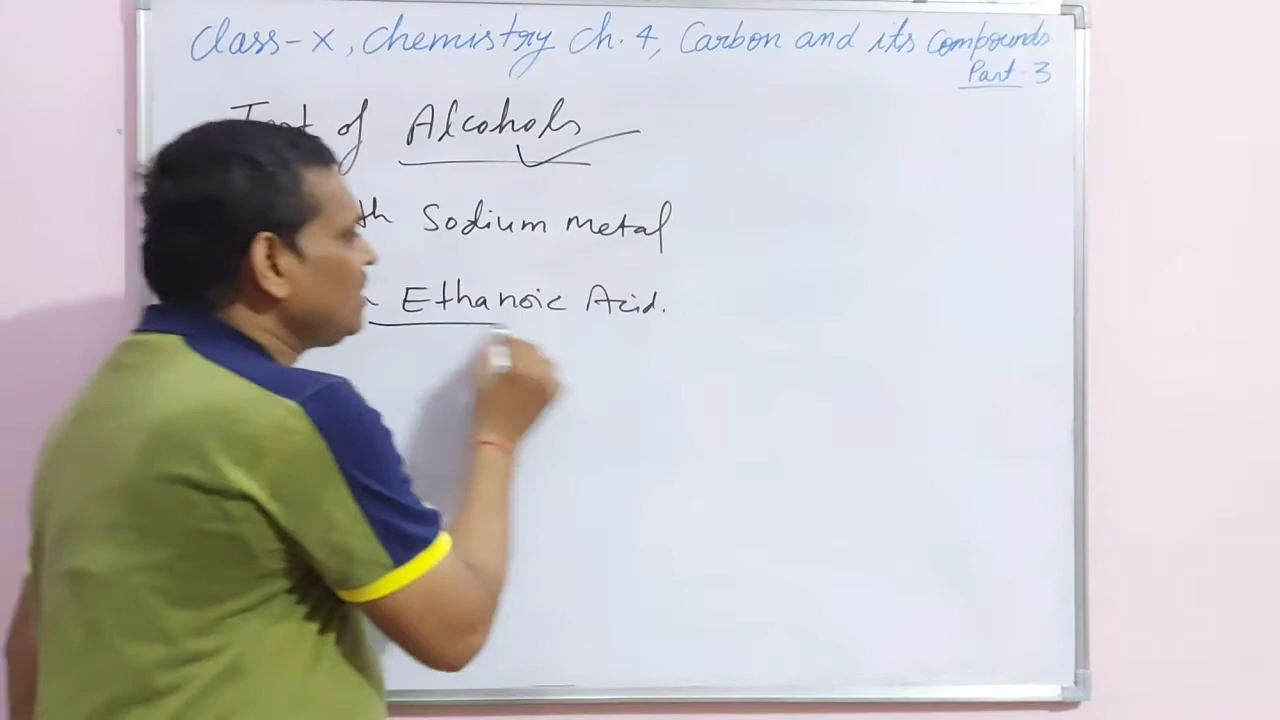 Class-X, Chemistry Ch. 4, Carbon and its Compounds
Part-3
of Alcohols
Sodium Metal
Ethanoic Acid.